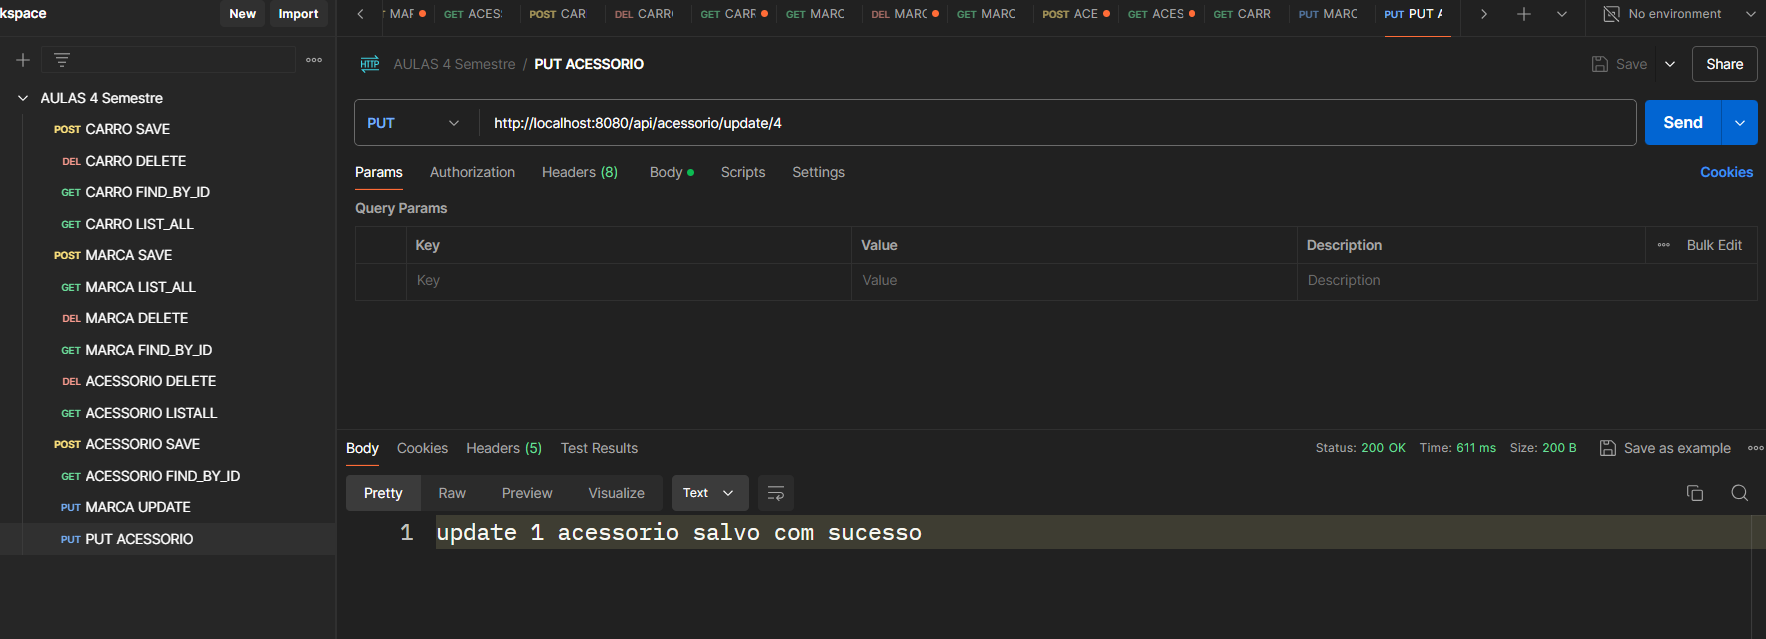 kspace
New
Import
MAR
GET ACES
POST CAR
DEL CARR
GET CARF
GET MARC
DEL MARC
GET MARC
POST ACE
GET ACES
GET CARR
PUT MARC
PUT PUT A
No environment
AULAS 4 Semestre
POST CARRO SAVE
DEL CARRO DELETE
GET CARRO FIND_BY_ID
GET CARRO LIST_ALL
POST MARCA SAVE
GET MARCA LIST_ALL
DEL MARCA DELETE
GET MARCA FIND_BY_ID
DEL ACESSORIO DELETE
GET ACESSORIO LISTALL
POST ACESSORIO SAVE
GET ACESSORIO FIND_BY_ID
PUT MARCA UPDATE
PUT PUT ACESSORIO
HTTP AULAS 4 Semestre / PUT ACESSORIO
Save
Share
PUT http://localhost:8080/api/acessorio/update/4
Send
Params Authorization Headers (8) Body Scripts Settings
Cookies
Query Params
Key Value Description Bulk Edit
Key Value Description
Body Cookies Headers (5) Test Results
Status: 200 OK Time: 611 ms Size: 200 B Save as example
Pretty Raw Preview Visualize Text
1 update 1 acessorio salvo com sucesso